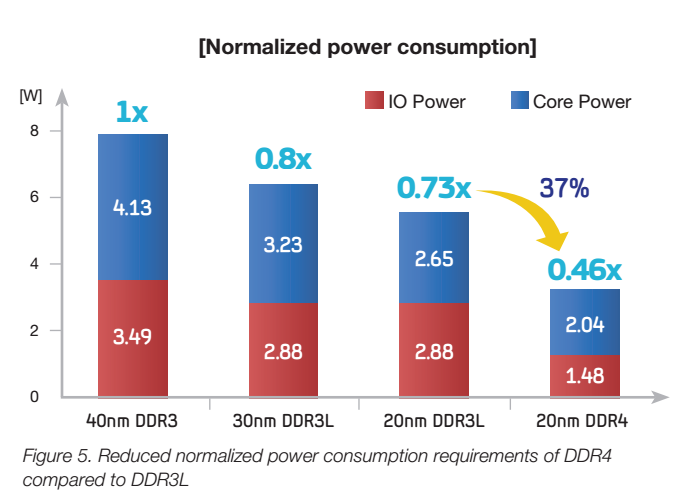 [Normalized power consumption]
[W]
IO Power
Core Power
8
6
4
2
0
1x
4.13
3.49
0.8x
3.23
2.88
0.73x
2.65
2.88
37%
0.46x
2.04
1.48
40nm DDR3
30nm DDR3L
20nm DDR3L
20nm DDR4
Figure 5. Reduced normalized power consumption requirements of DDR4
compared to DDR3L